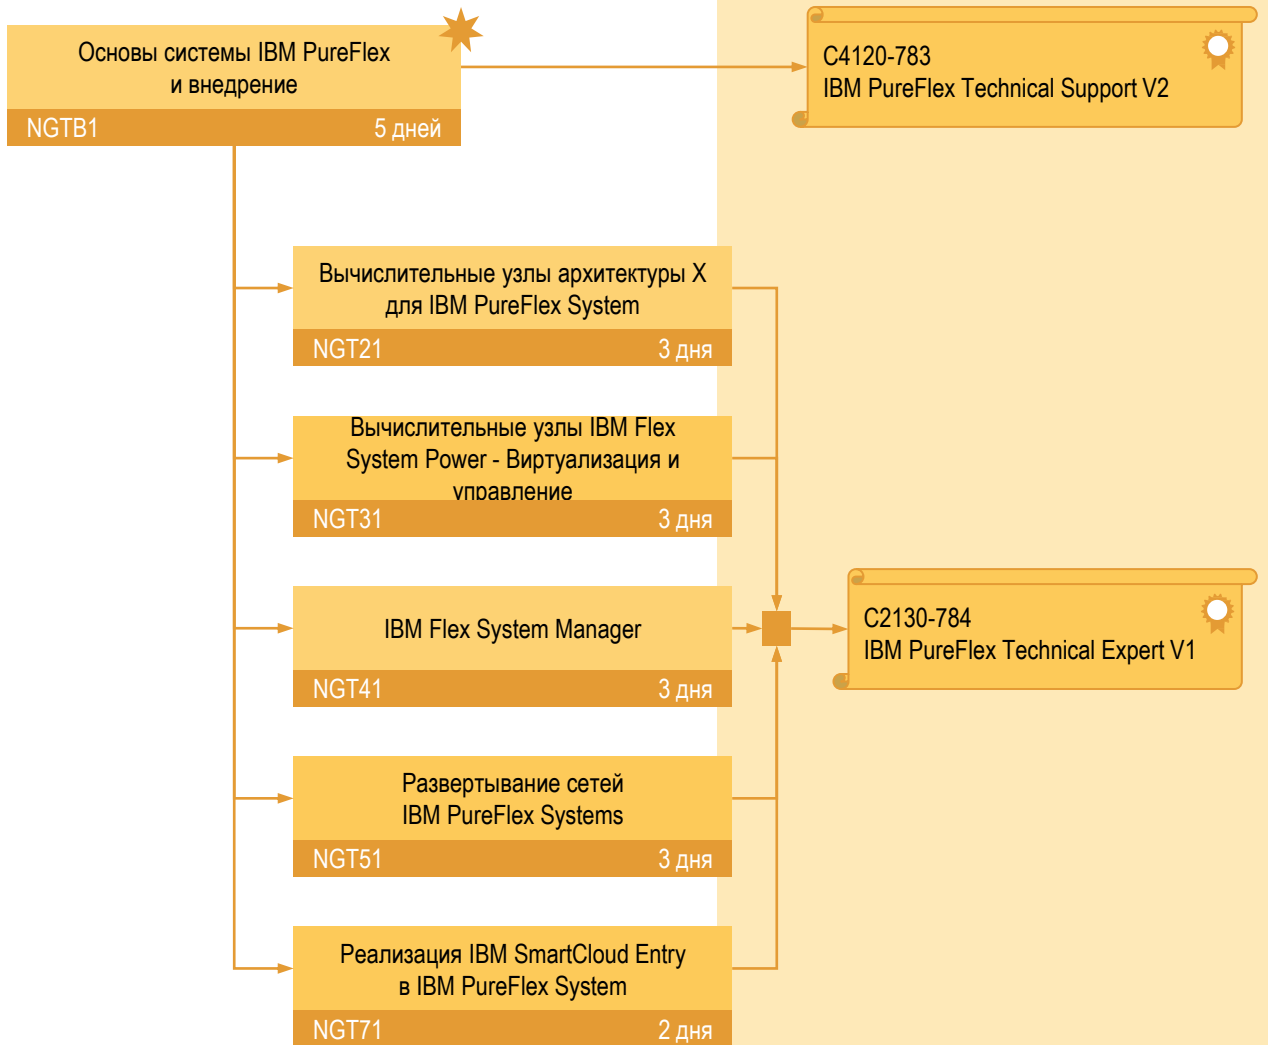 Основы системы IBM PureFlex
и внедрение
NGTB1 5 дней
C4120-783
IBM PureFlex Technical Support V2
Вычислительные узлы архитектуры X
для IBM PureFlex System
NGT21 3 дня
Вычислительные узлы IBM Flex
System Power - Виртуализация и
управление
NGT31 3 дня
IBM Flex System Manager
NGT41 3 дня
C2130-784
IBM PureFlex Technical Expert V1
Развертывание сетей
IBM PureFlex Systems
NGT51 3 дня
Реализация IBM SmartCloud Entry
в IBM PureFlex System
NGT71 2 дня